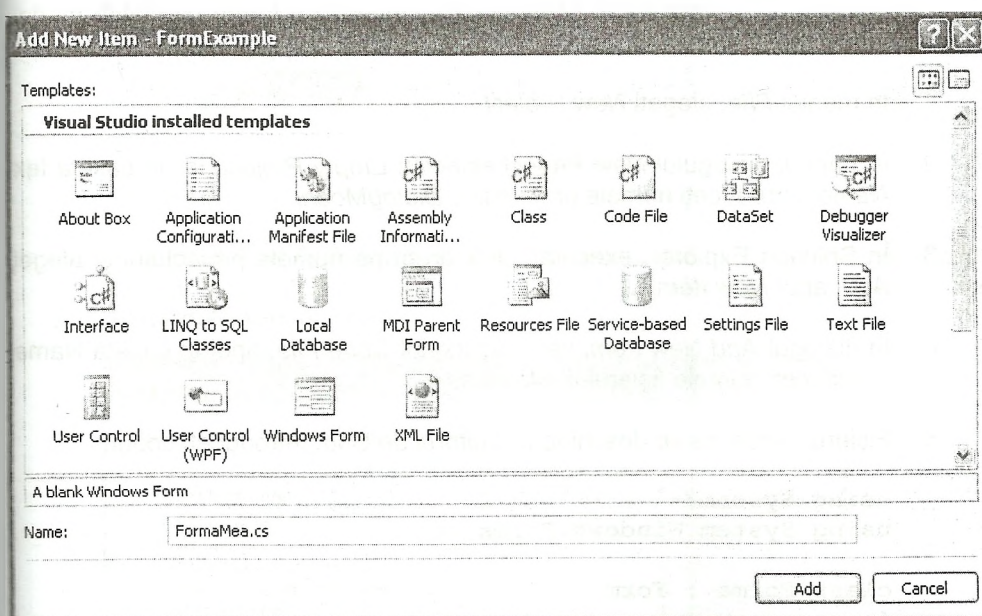 Add New Item - FormExample
Templates:
Visual Studio installed templates
About Box
Application Configurati...
Application Manifest File
Assembly Informati...
Class
Code File
DataSet
Debugger Visualizer
Interface
LINQ to SQL Classes
Local Database
MDI Parent Form
Resources File
Service-based Database
Settings File
Text File
User Control
User Control (WPF)
Windows Form
XML File
A blank Windows Form
Name:
FormaMea.cs
Add
Cancel